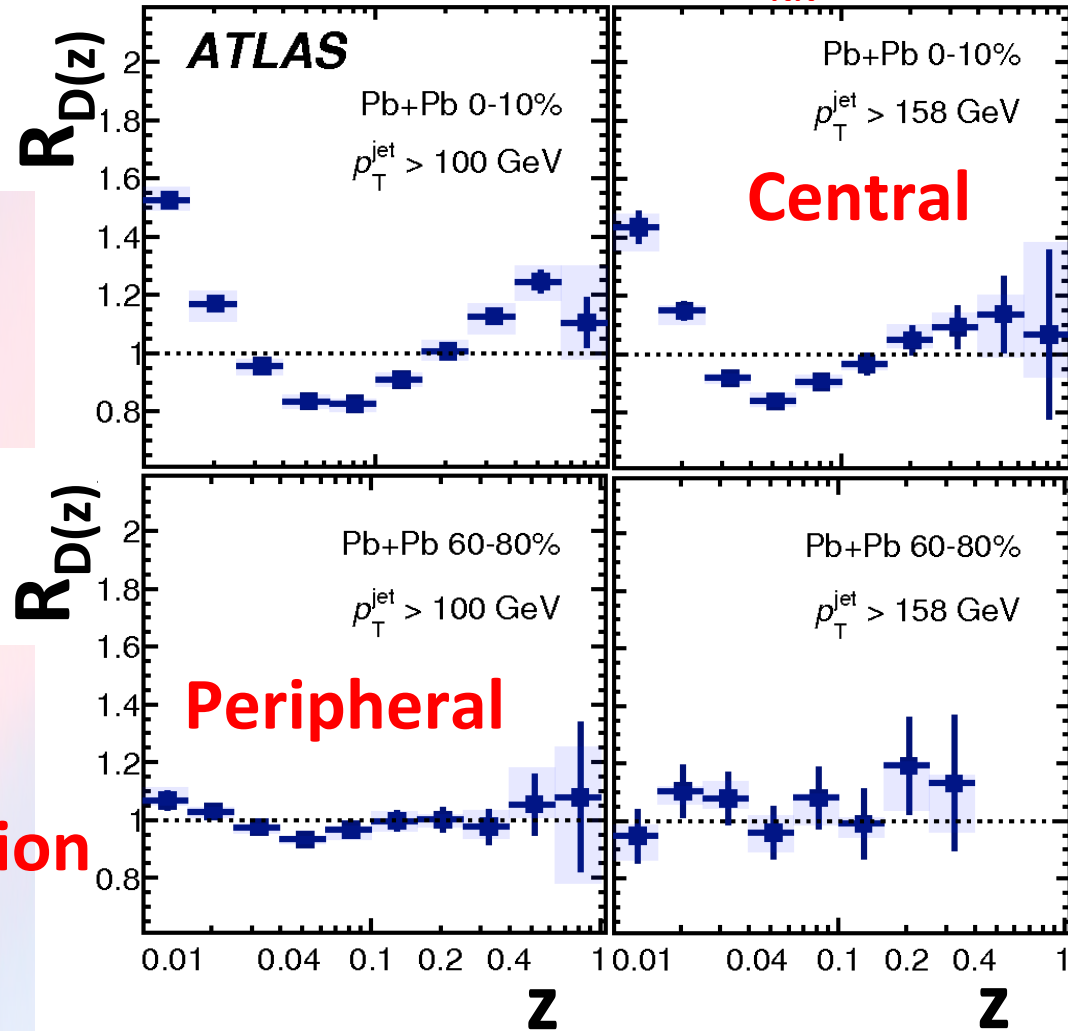 R_D(z)
ATLAS
2
1.8
1.6
1.4
1.2
1
0.8
Pb+Pb 0-10%
p_T^jet > 100 GeV
Pb+Pb 0-10%
p_T^jet > 158 GeV
Central
R_D(z)
2
1.8
1.6
1.4
1.2
1
0.8
Pb+Pb 60-80%
p_T^jet > 100 GeV
Peripheral
Pb+Pb 60-80%
p_T^jet > 158 GeV
ion
0.01 0.04 0.1 0.2 0.4 1
0.01 0.04 0.1 0.2 0.4 1
z
z